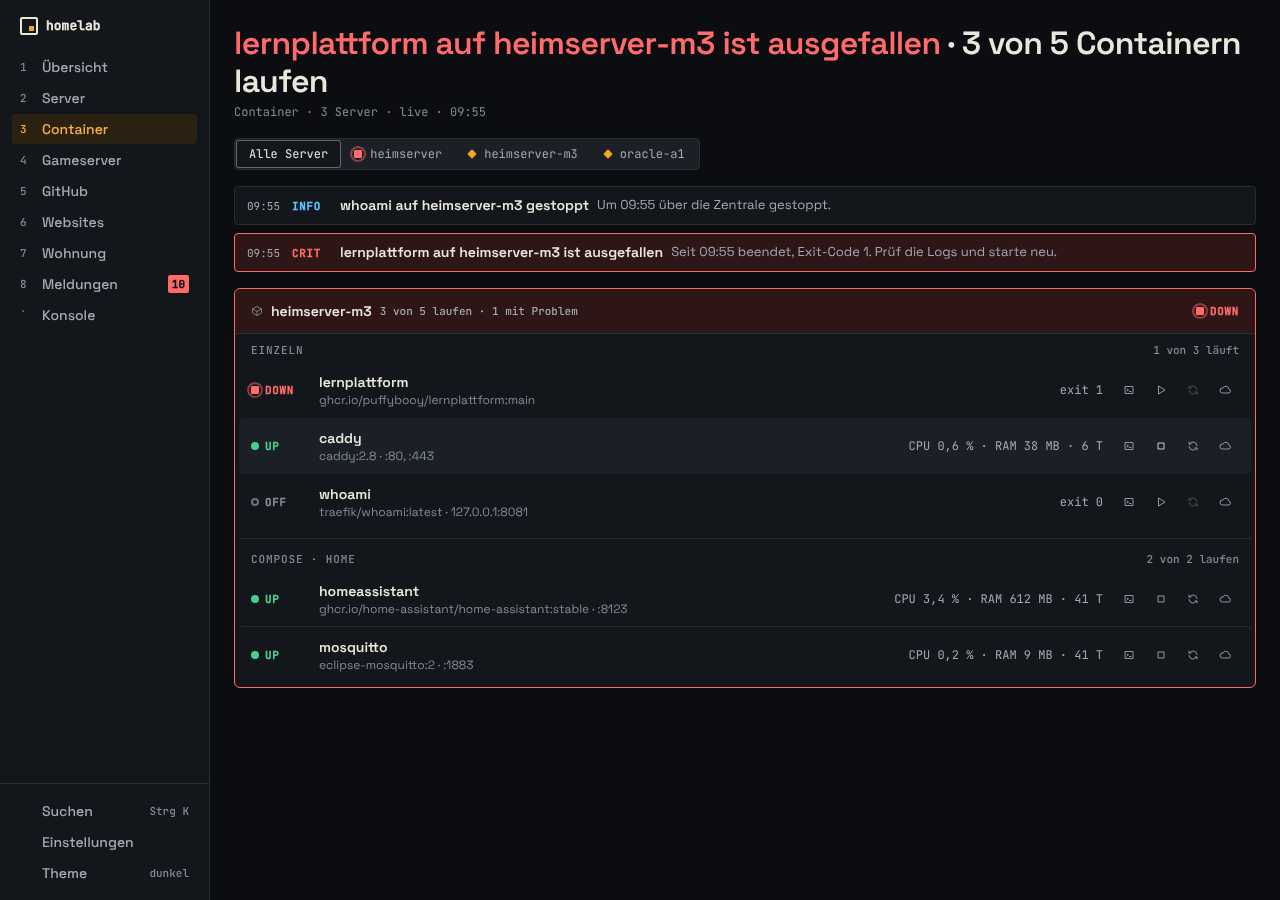 homelab
1 Übersicht
2 Server
3 Container
4 Gameserver
5 GitHub
6 Websites
7 Wohnung
8 Meldungen 10
` Konsole
Suchen Strg K
Einstellungen
Theme dunkel
lernplattform auf heimserver-m3 ist ausgefallen · 3 von 5 Containern
laufen
Container · 3 Server · live · 09:55
Alle Server heimserver heimserver-m3 oracle-a1
09:55 INFO whoami auf heimserver-m3 gestoppt Um 09:55 über die Zentrale gestoppt.
09:55 CRIT lernplattform auf heimserver-m3 ist ausgefallen Seit 09:55 beendet, Exit-Code 1. Prüf die Logs und starte neu.
heimserver-m3 3 von 5 laufen · 1 mit Problem DOWN
EINZELN 1 von 3 läuft
DOWN lernplattform exit 1
ghcr.io/puffybooy/lernplattform:main
UP caddy CPU 0,6 % · RAM 38 MB · 6 T
caddy:2.8 · :80, :443
OFF whoami exit 0
traefik/whoami:latest · 127.0.0.1:8081
COMPOSE · HOME 2 von 2 laufen
UP homeassistant CPU 3,4 % · RAM 612 MB · 41 T
ghcr.io/home-assistant/home-assistant:stable · :8123
UP mosquitto CPU 0,2 % · RAM 9 MB · 41 T
eclipse-mosquitto:2 · :1883